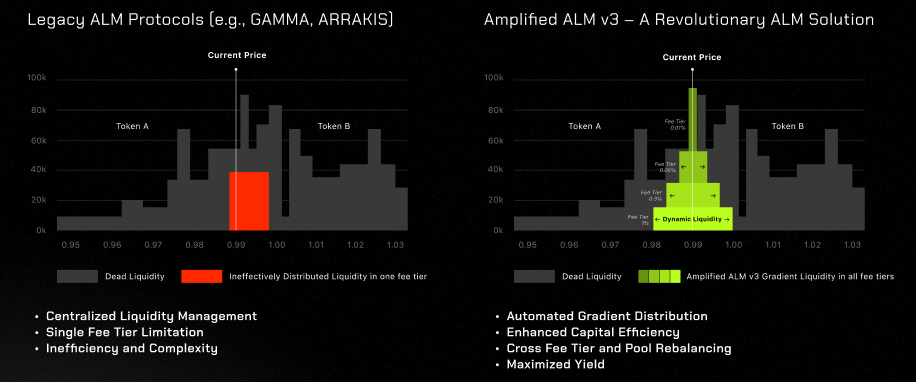 Legacy ALM Protocols (e.g., GAMMA, ARRAKIS)
Current Price
100k
80k
60k
40k
20k
0k
Token A
Token B
0.95 0.96 0.97 0.98 0.99 1.00 1.01 1.02 1.03
Dead Liquidity
Ineffectively Distributed Liquidity in one fee tier
• Centralized Liquidity Management
• Single Fee Tier Limitation
• Inefficiency and Complexity
Amplified ALM v3 – A Revolutionary ALM Solution
Current Price
100k
80k
60k
40k
20k
0k
Token A
Token B
Fee Tier
0.01%
Fee Tier
0.05%
Fee Tier
0.3%
Fee Tier
1%
Dynamic Liquidity
0.95 0.96 0.97 0.98 0.99 1.00 1.01 1.02 1.03
Dead Liquidity
Amplified ALM v3 Gradient Liquidity in all fee tiers
• Automated Gradient Distribution
• Enhanced Capital Efficiency
• Cross Fee Tier and Pool Rebalancing
• Maximized Yield